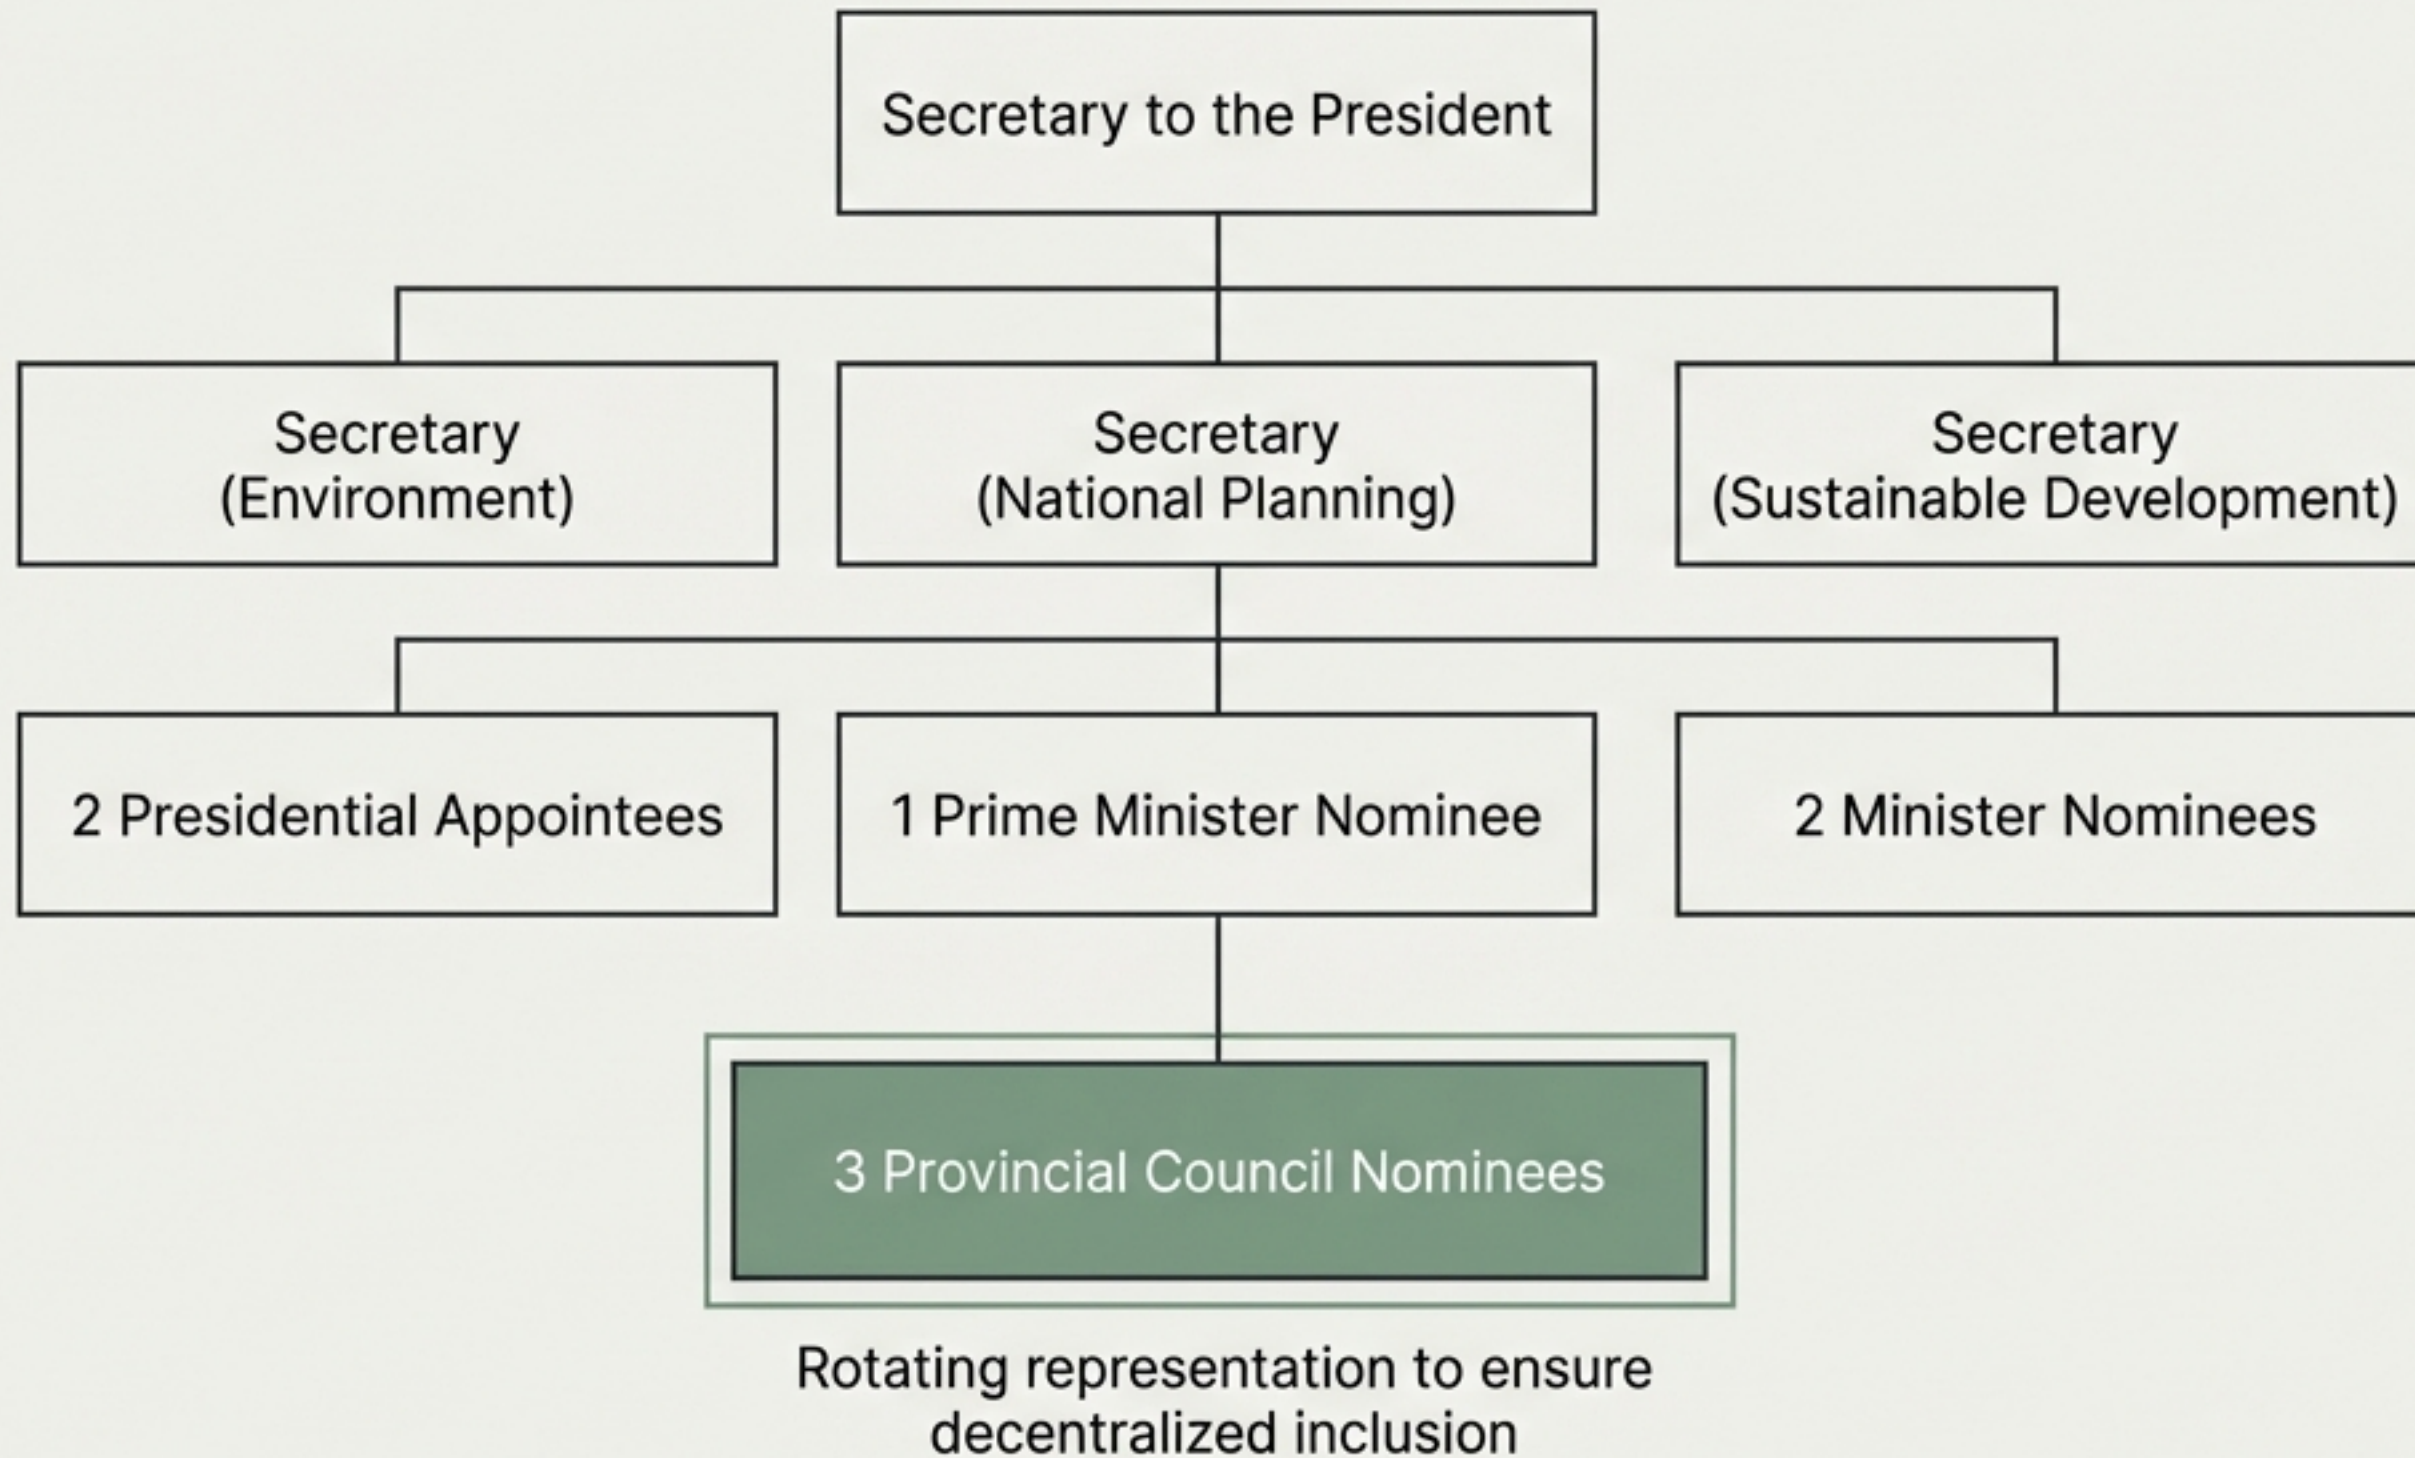 Secretary to the President
Secretary
(Environment)
Secretary
(National Planning)
Secretary
(Sustainable Development)
2 Presidential Appointees
1 Prime Minister Nominee
2 Minister Nominees
3 Provincial Council Nominees
Rotating representation to ensure
decentralized inclusion